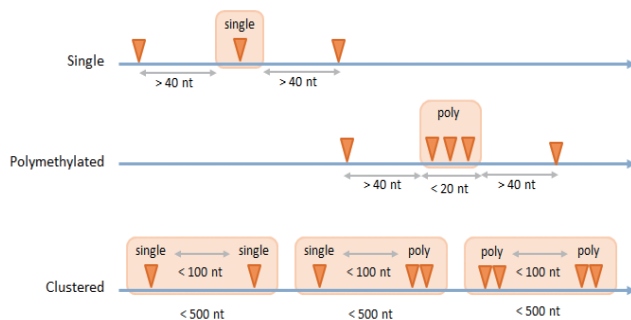 single
Single
> 40 nt > 40 nt
poly
Polymethylated
> 40 nt < 20 nt > 40 nt
single single single poly poly poly
< 100 nt < 100 nt < 100 nt
Clustered
< 500 nt < 500 nt < 500 nt